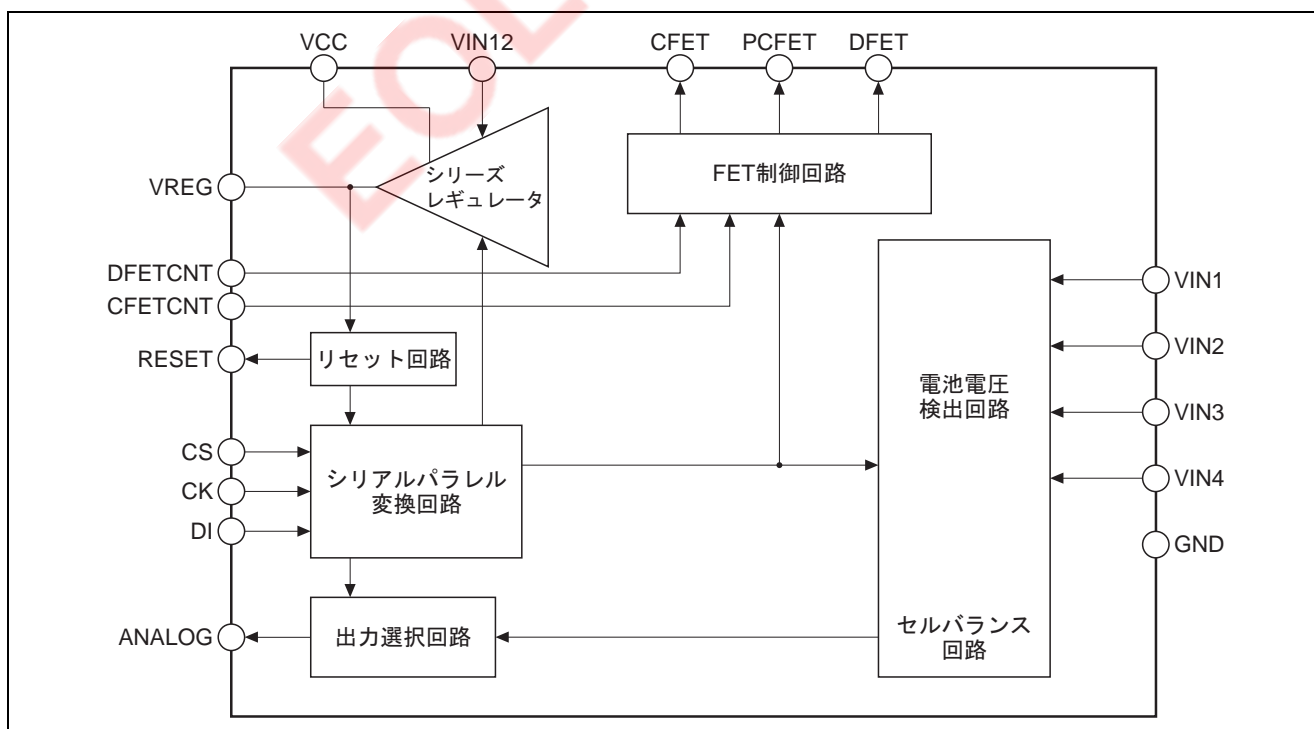 EOL
VCC
VIN12
CFET
PCFET
DFET
シリーズ
レギュレータ
FET制御回路
VREG
DFETCNT
CFETCNT
RESET
リセット回路
CS
CK
DI
シリアルパラレル
変換回路
ANALOG
出力選択回路
電池電圧
検出回路
セルバランス
回路
VIN1
VIN2
VIN3
VIN4
GND